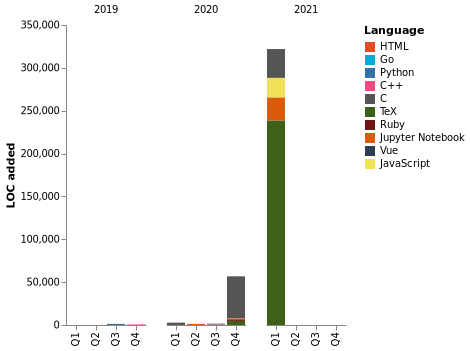 2019 2020 2021
LOC added
350,000
300,000
250,000
200,000
150,000
100,000
50,000
0
Q1 Q2 Q3 Q4 Q1 Q2 Q3 Q4 Q1 Q2 Q3 Q4
Language
HTML
Go
Python
C++
C
TeX
Ruby
Jupyter Notebook
Vue
JavaScript